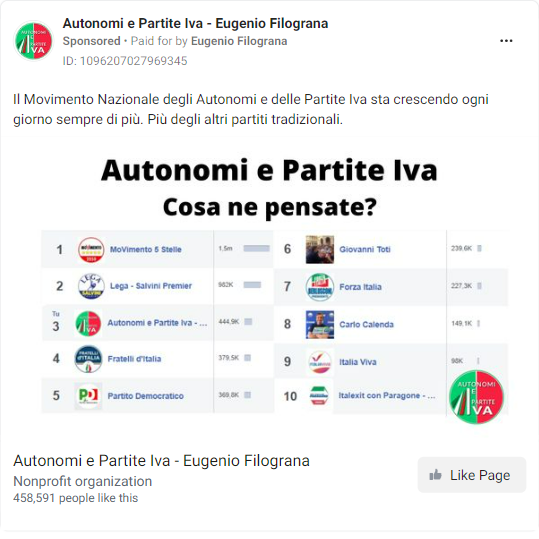 Autonomi e Partite Iva - Eugenio Filograna
Sponsored • Paid for by Eugenio Filograna
ID: 1096207027969345
Il Movimento Nazionale degli Autonomi e delle Partite Iva sta crescendo ogni
giorno sempre di più. Più degli altri partiti tradizionali.
Autonomi e Partite Iva
Cosa ne pensate?
1 MoVimento 5 Stelle 1,5m
2 Lega - Salvini Premier 982K
Tu
3 Autonomi e Partite Iva - ... 444,9K
4 Fratelli d'Italia 379,5K
5 Partito Democratico 369,8K
6 Giovanni Toti 239,6K
7 Forza Italia 227,3K
8 Carlo Calenda 149,1K
9 Italia Viva 98K
10 Italexit con Paragone - ...
AUTONOMI
E
PARTITE
IVA
Autonomi e Partite Iva - Eugenio Filograna
Nonprofit organization
458,591 people like this
Like Page